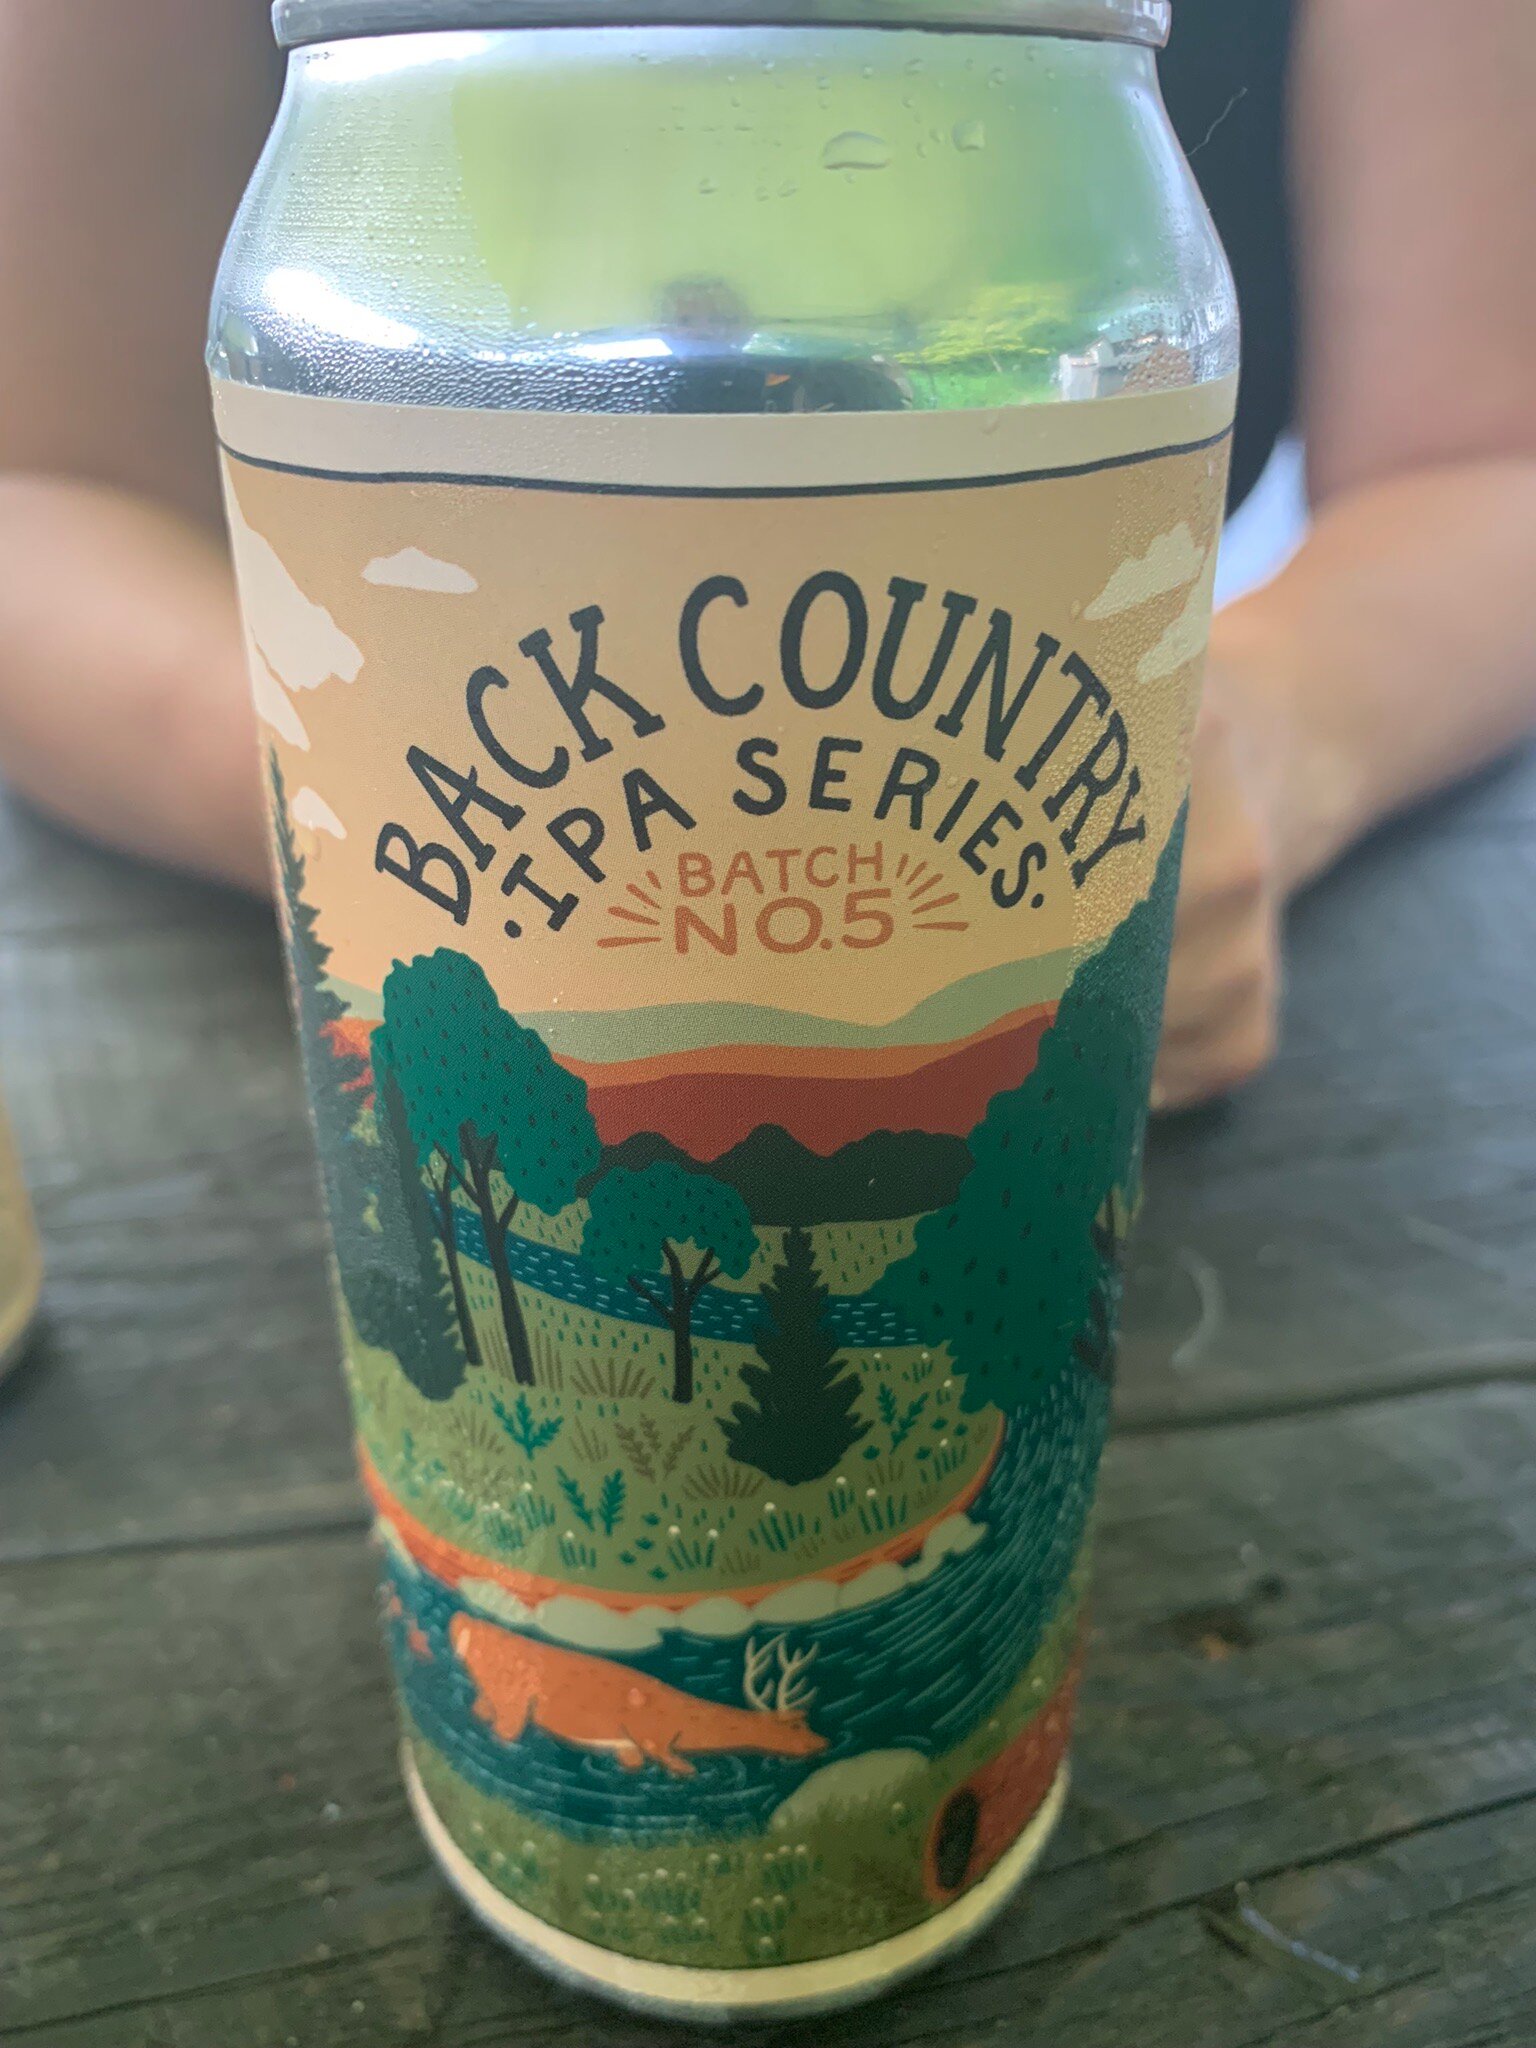 BACK COUNTRY
.IPA SERIES.
BATCH
NO.5